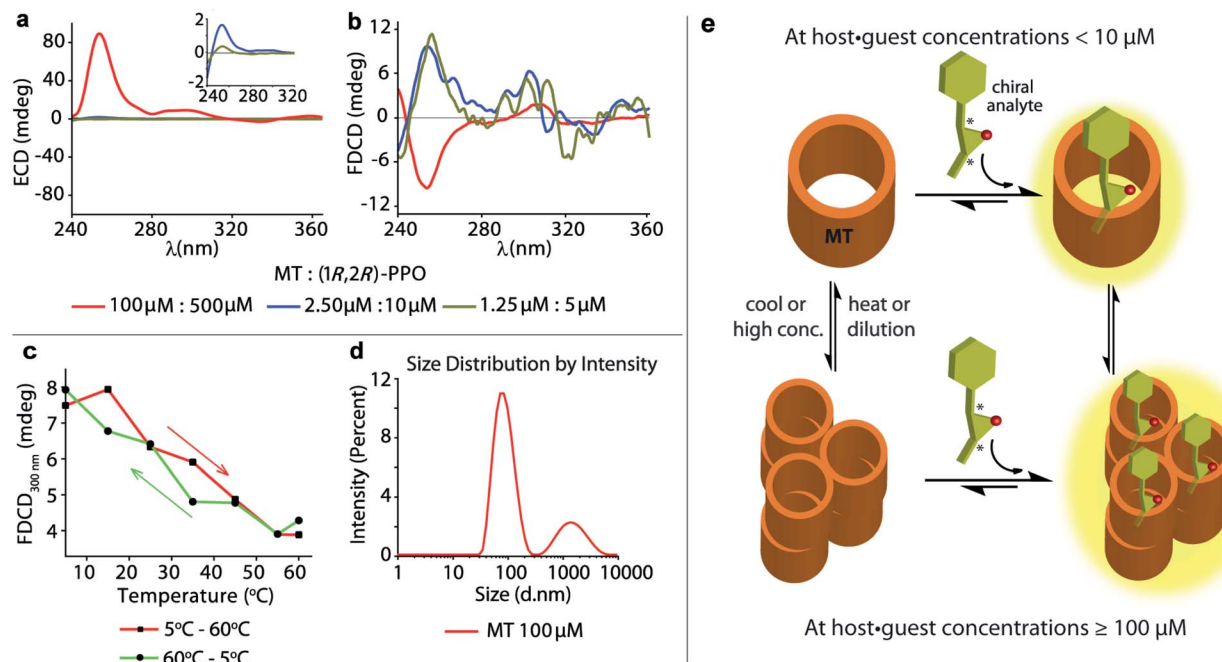 a
2
0
-2
240 280 320
80
40
0
-40
-80
ECD (mdeg)
240 280 320 360
λ(nm)
b
12
6
0
-6
-12
FDCD (mdeg)
240 280 320 360
λ(nm)
MT : (1R,2R)-PPO
100µM : 500µM 2.50µM : 10µM 1.25µM : 5µM
c
8
7
6
5
4
FDCD300 nm (mdeg)
10 20 30 40 50 60
Temperature (ºC)
5ºC - 60ºC
60ºC - 5ºC
d
Size Distribution by Intensity
12
8
4
0
Intensity (Percent)
1 10 100 1000 10000
Size (d.nm)
MT 100µM
e
At host•guest concentrations < 10 µM
chiral
analyte
*
*
MT
cool or
high conc.
heat or
dilution
*
*
At host•guest concentrations ≥ 100 µM